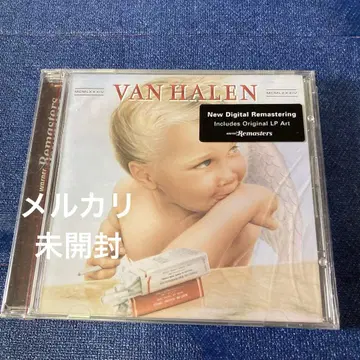 VAN HALEN
New Digital Remastering
Includes Original LP Art
Remasters
Remasters
メルカリ
未開封